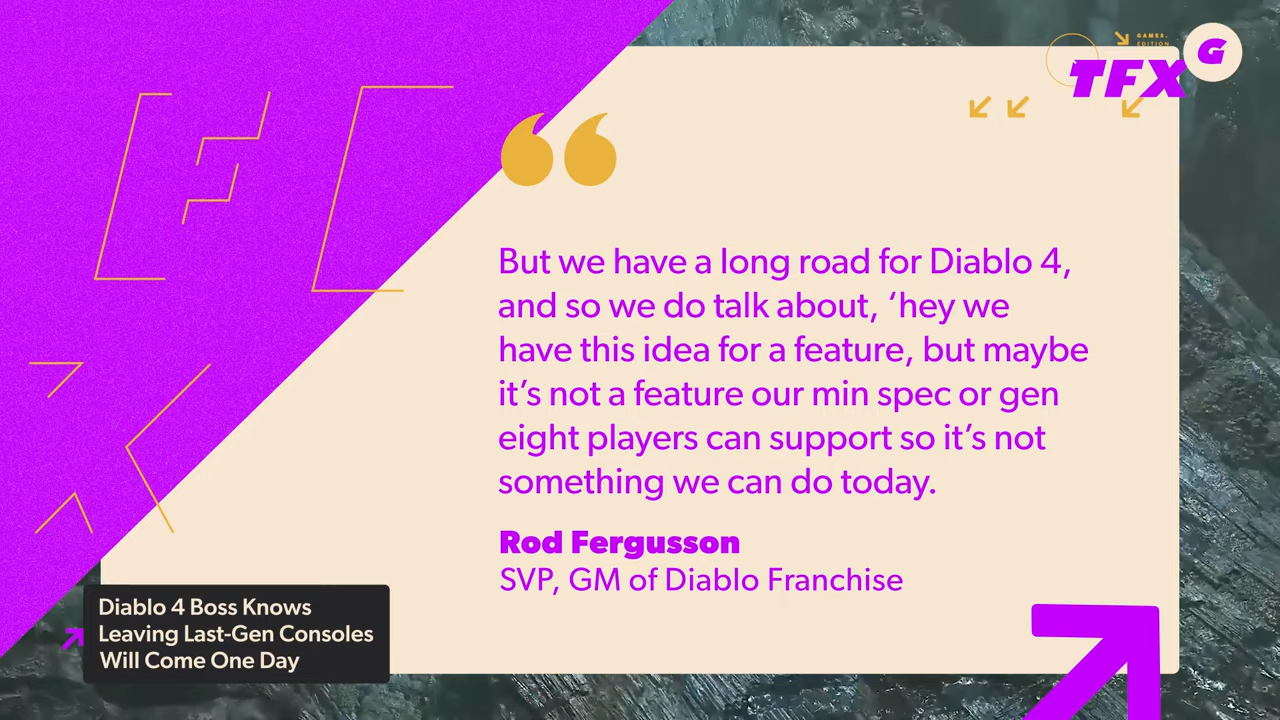 GAMES.
EDITION
TFX
G
“
But we have a long road for Diablo 4,
and so we do talk about, ‘hey we
have this idea for a feature, but maybe
it’s not a feature our min spec or gen
eight players can support so it’s not
something we can do today.
Rod Fergusson
SVP, GM of Diablo Franchise
Diablo 4 Boss Knows
Leaving Last-Gen Consoles
Will Come One Day